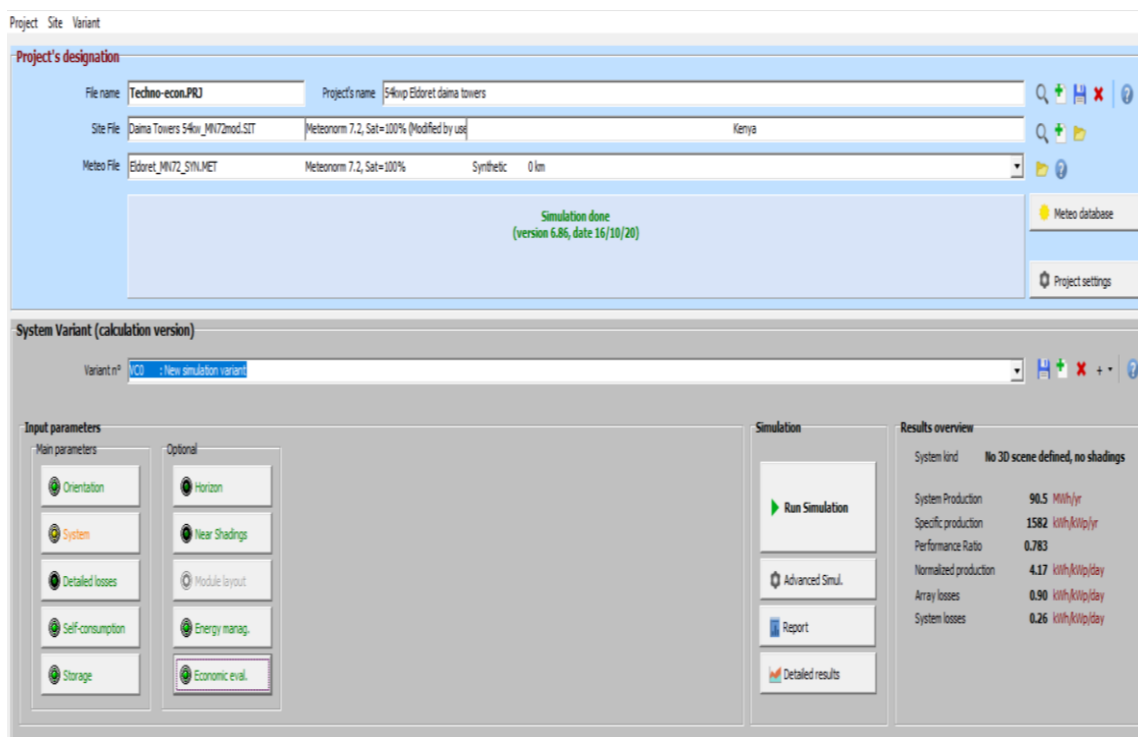 Project Site Variant
Project's designation
File name Techno-econ.PRJ Project's name 54kwp Eldoret daima towers
Site File Daima Towers 54kw_MN72mod.SIT Meteonorm 7.2, Sat=100% (Modified by use Kenya
Meteo File Eldoret_MN72_SYN.MET Meteonorm 7.2, Sat=100% Synthetic 0 km
Simulation done
(version 6.86, date 16/10/20)
Meteo database
Project settings
System Variant (calculation version)
Variant n° VC0 : New simulation variant
Input parameters
Main parameters
Orientation
System
Detailed losses
Self-consumption
Storage
Optional
Horizon
Near Shadings
Module layout
Energy manag.
Economic eval.
Simulation
Run Simulation
Advanced Simul.
Report
Detailed results
Results overview
System kind No 3D scene defined, no shadings
System Production 90.5 MWh/yr
Specific production 1582 kWh/kWp/yr
Performance Ratio 0.783
Normalized production 4.17 kWh/kWp/day
Array losses 0.90 kWh/kWp/day
System losses 0.26 kWh/kWp/day